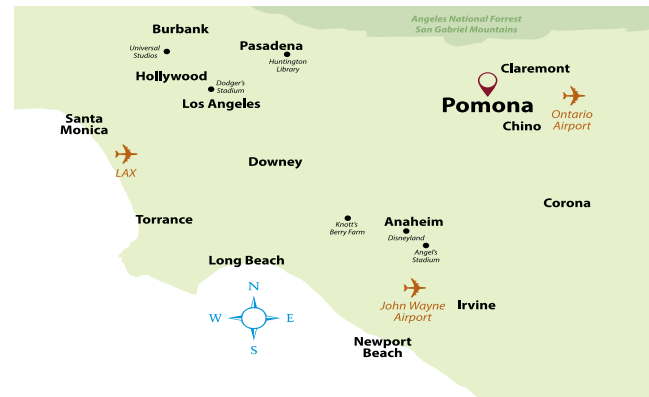 Angeles National Forrest
San Gabriel Mountains
Burbank
Universal
Studios
Pasadena
Huntington
Library
Hollywood
Dodger's
Stadium
Los Angeles
Claremont
Pomona
Ontario
Airport
Chino
Santa
Monica
LAX
Downey
Torrance
Corona
Knott's
Berry Farm
Anaheim
Disneyland
Angel's
Stadium
Long Beach
N
W E
S
John Wayne
Airport
Irvine
Newport
Beach